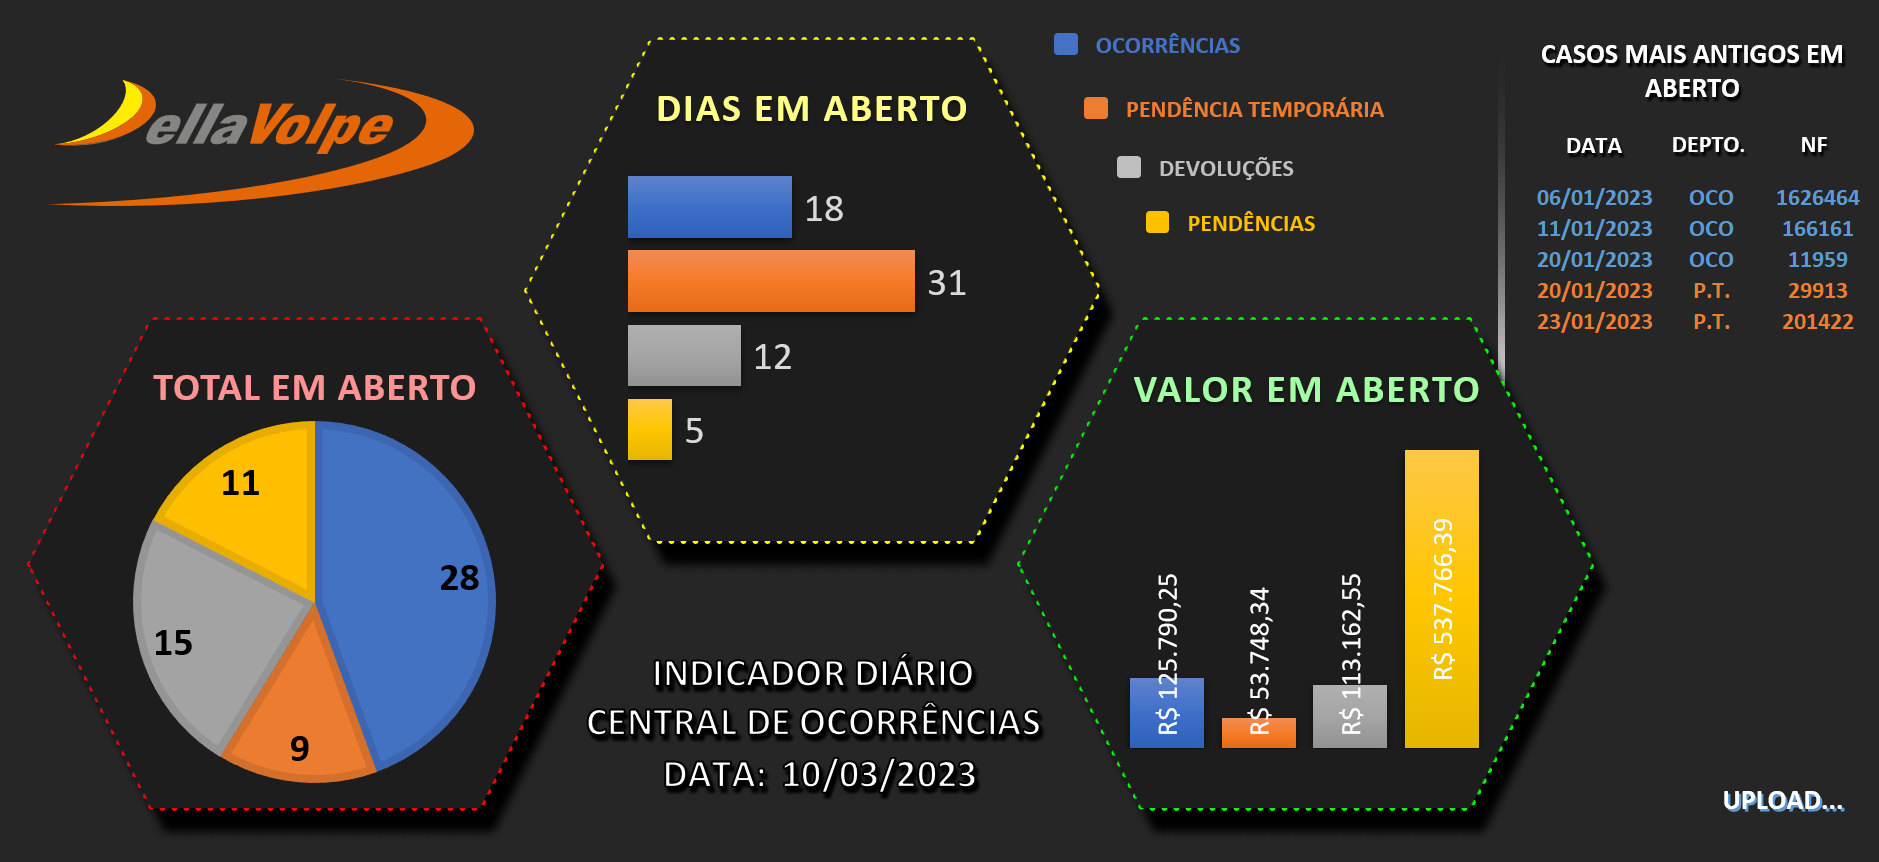 ellaVolpe
DIAS EM ABERTO
18
31
12
5
OCORRÊNCIAS
PENDÊNCIA TEMPORÁRIA
DEVOLUÇÕES
PENDÊNCIAS
CASOS MAIS ANTIGOS EM
ABERTO
DATA DEPTO. NF
06/01/2023 OCO 1626464
11/01/2023 OCO 166161
20/01/2023 OCO 11959
20/01/2023 P.T. 29913
23/01/2023 P.T. 201422
TOTAL EM ABERTO
11
28
15
9
INDICADOR DIÁRIO
CENTRAL DE OCORRÊNCIAS
DATA: 10/03/2023
VALOR EM ABERTO
R$ 125.790,25
R$ 53.748,34
R$ 113.162,55
R$ 537.766,39
UPLOAD...